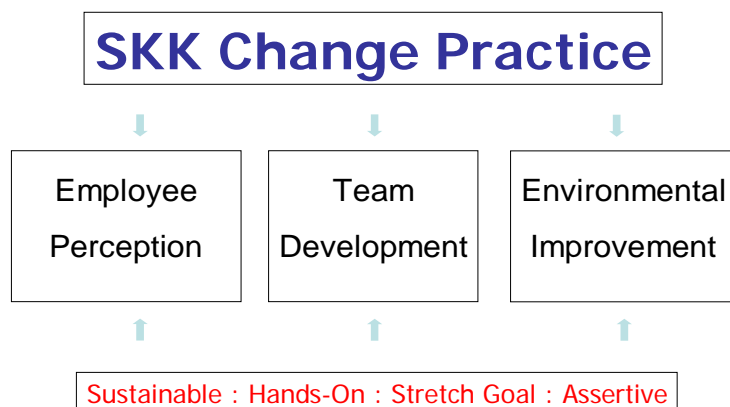 SKK Change Practice
Employee
Perception
Team
Development
Environmental
Improvement
Sustainable : Hands-On : Stretch Goal : Assertive